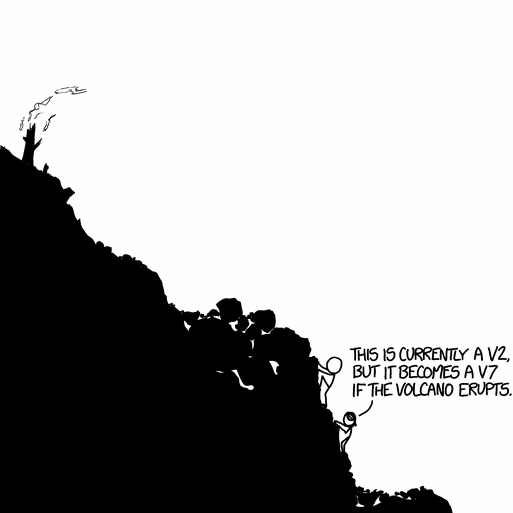 THIS IS CURRENTLY A V2,
BUT IT BECOMES A V7
IF THE VOLCANO ERUPTS.